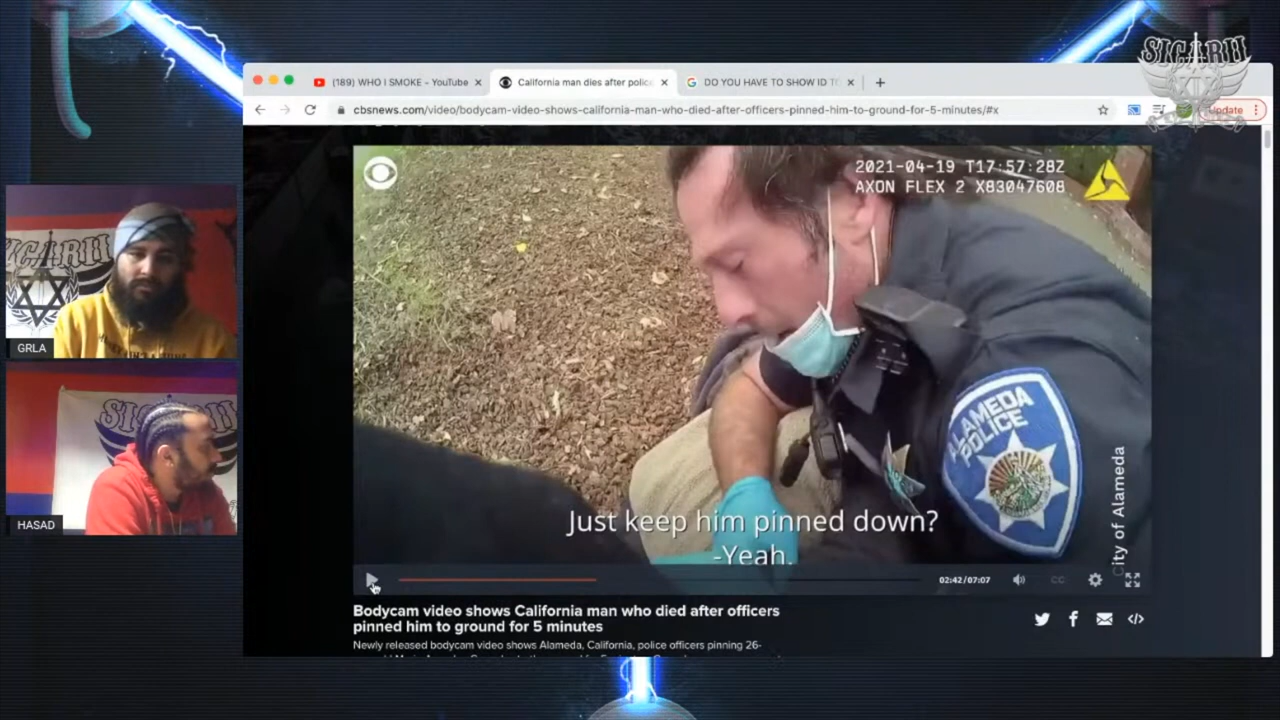 SICARII
(189) WHO I SMOKE - YouTube
California man dies after police
DO YOU HAVE TO SHOW ID T
cbsnews.com/video/bodycam-video-shows-california-man-who-died-after-officers-pinned-him-to-ground-for-5-minutes/#x
Update
2021-04-19 T17:57:28Z
AXON FLEX 2 X83047608
SICARII
GRLA
SICARII
HASAD
ALAMEDA
POLICE
City of Alameda
Just keep him pinned down?
-Yeah.
02:42/07:07
CC
Bodycam video shows California man who died after officers
pinned him to ground for 5 minutes
Newly released bodycam video shows Alameda, California, police officers pinning 26-